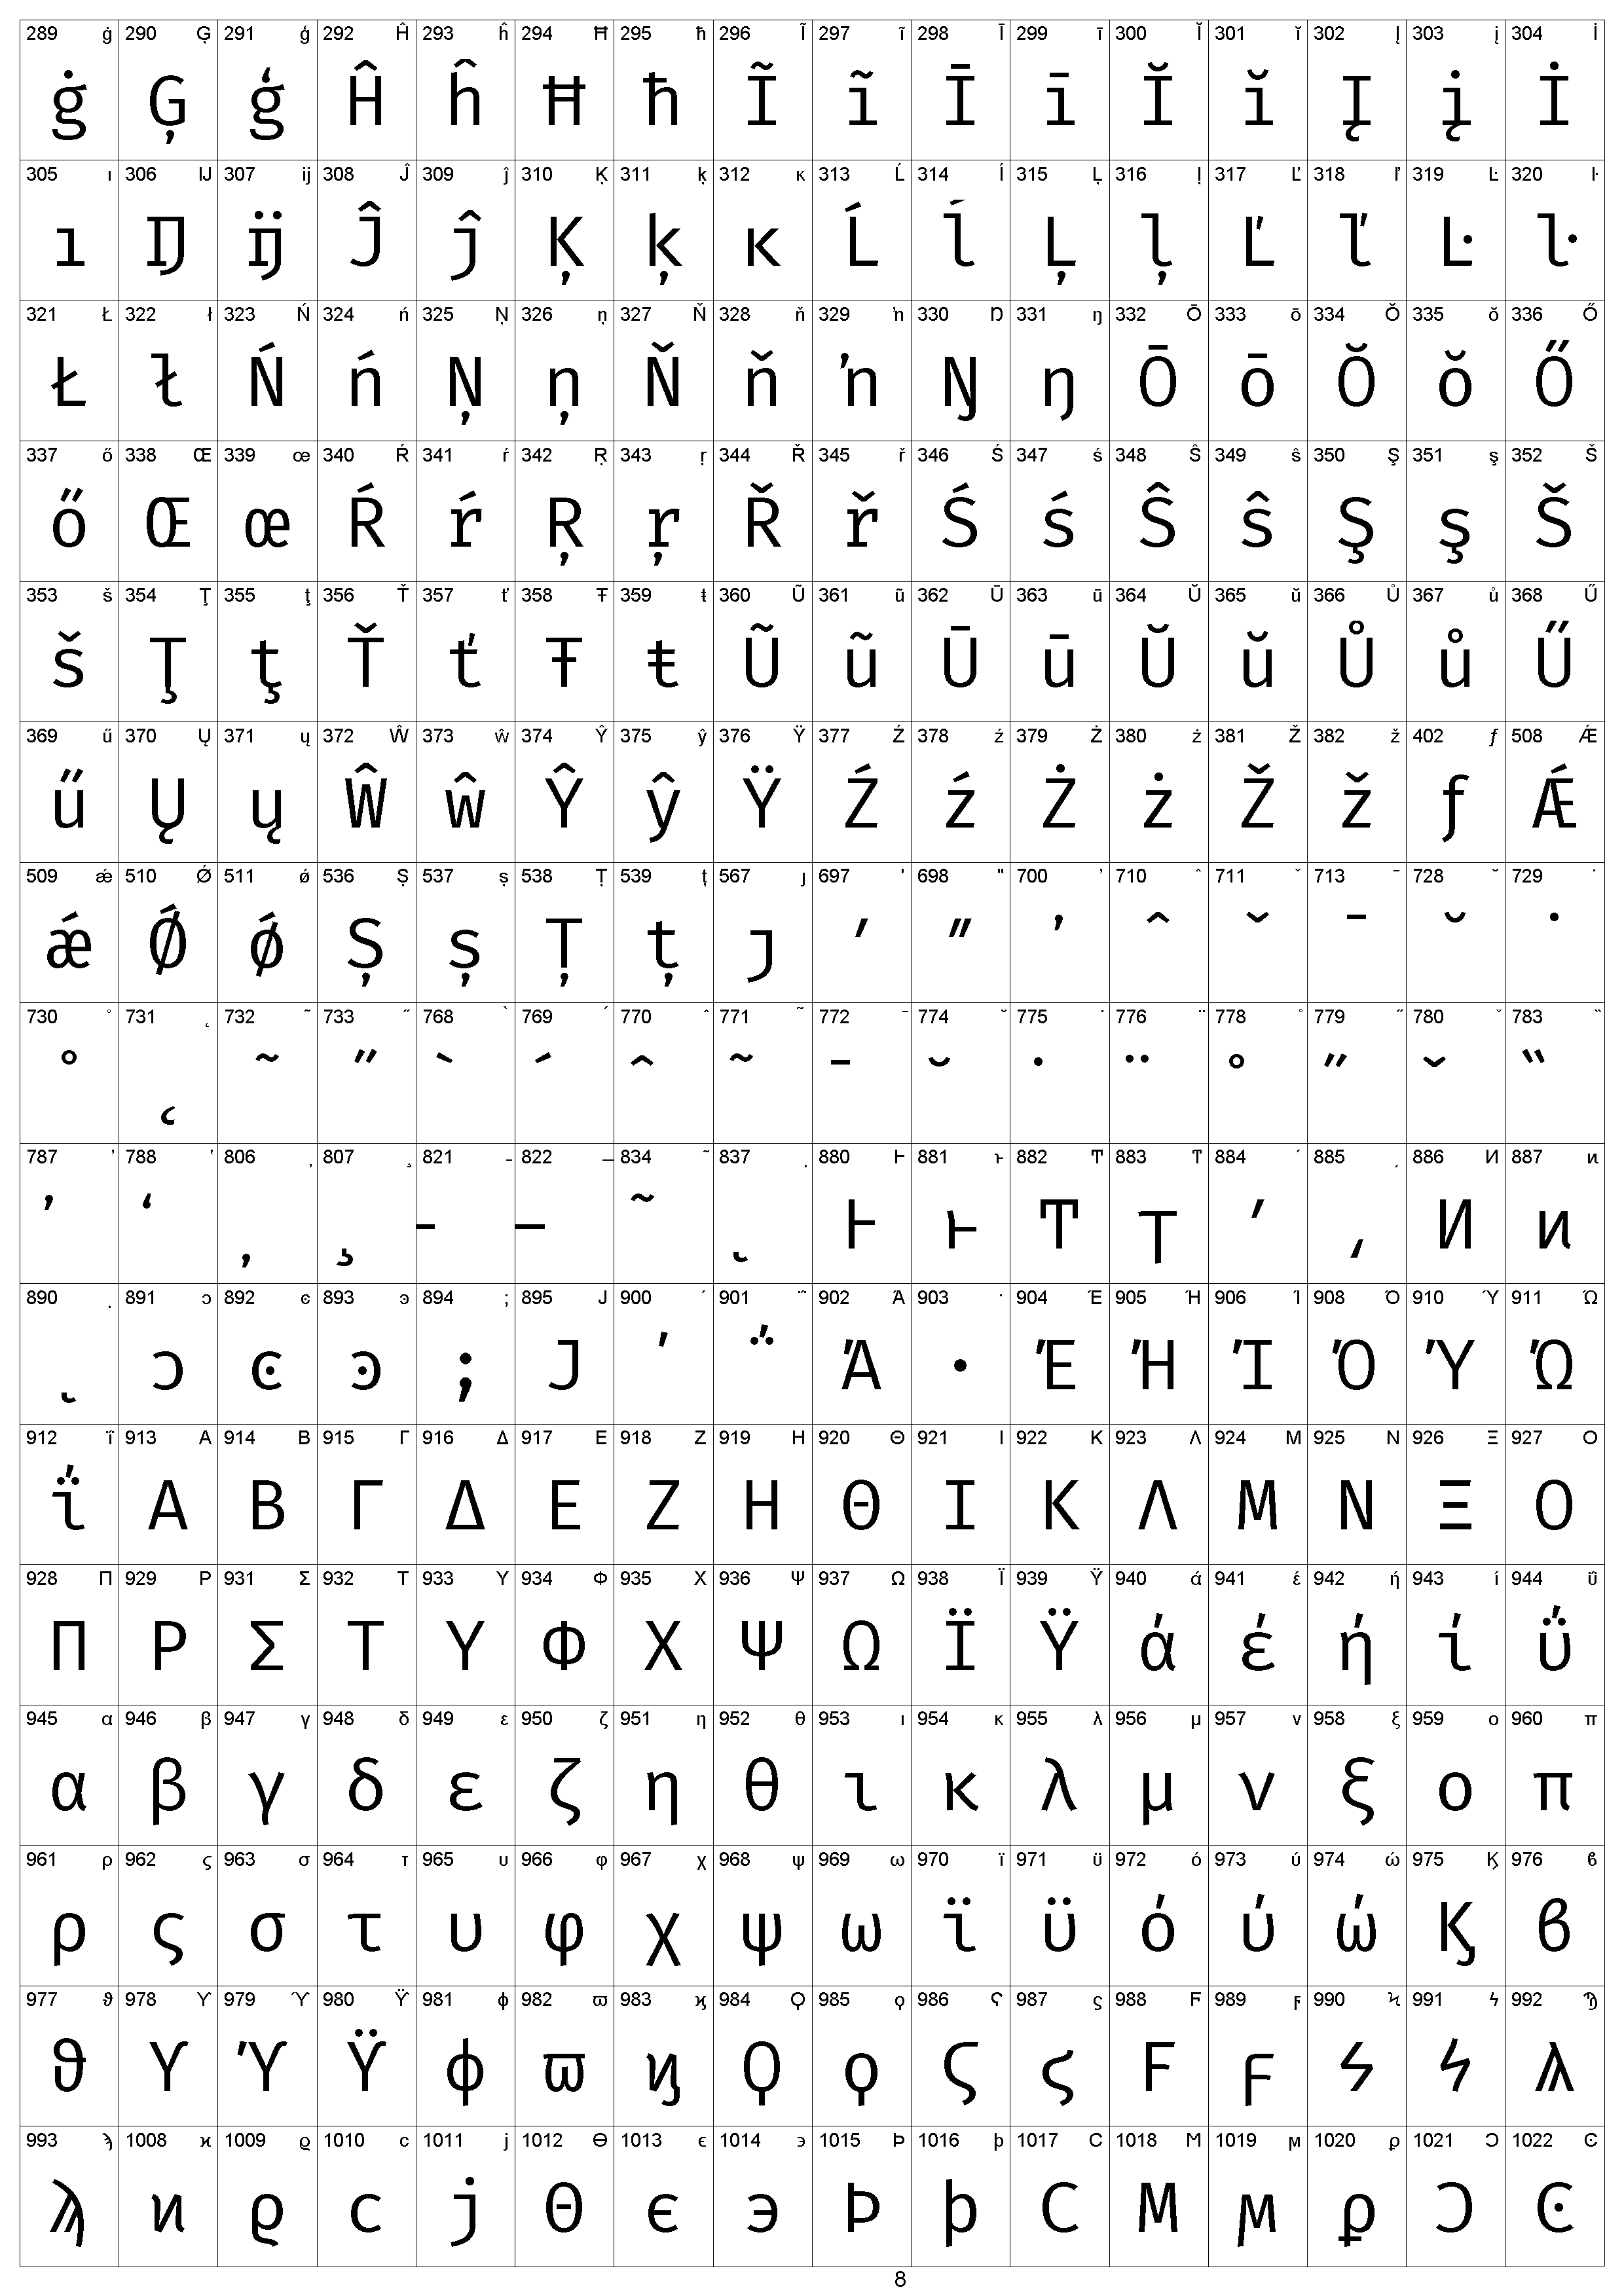 289 ġ 290 Ģ 291 ģ 292 Ĥ 293 ĥ 294 Ħ 295 ħ 296 Ĩ 297 ĩ 298 Ī 299 ī 300 Ĭ 301 ĭ 302 Į 303 į 304 İ
ġ Ģ ģ Ĥ ĥ Ħ ħ Ĩ ĩ Ī ī Ĭ ĭ Į į İ
305 ı 306 IJ 307 ij 308 Ĵ 309 ĵ 310 Ķ 311 ķ 312 ĸ 313 Ĺ 314 ĺ 315 Ļ 316 ļ 317 Ľ 318 ľ 319 Ŀ 320 ŀ
ı IJ ij Ĵ ĵ Ķ ķ ĸ Ĺ ĺ Ļ ļ Ľ ľ Ŀ ŀ
321 Ł 322 ł 323 Ń 324 ń 325 Ņ 326 ņ 327 Ň 328 ň 329 ŉ 330 Ŋ 331 ŋ 332 Ō 333 ō 334 Ŏ 335 ŏ 336 Ő
Ł ł Ń ń Ņ ņ Ň ň ŉ Ŋ ŋ Ō ō Ŏ ŏ Ő
337 ő 338 Œ 339 œ 340 Ŕ 341 ŕ 342 Ŗ 343 ŗ 344 Ř 345 ř 346 Ś 347 ś 348 Ŝ 349 ŝ 350 Ş 351 ş 352 Š
ő Œ œ Ŕ ŕ Ŗ ŗ Ř ř Ś ś Ŝ ŝ Ş ş Š
353 š 354 Ţ 355 ţ 356 Ť 357 ť 358 Ŧ 359 ŧ 360 Ũ 361 ũ 362 Ū 363 ū 364 Ŭ 365 ŭ 366 Ů 367 ů 368 Ű
š Ţ ţ Ť ť Ŧ ŧ Ũ ũ Ū ū Ŭ ŭ Ů ů Ű
369 ű 370 Ų 371 ų 372 Ŵ 373 ŵ 374 Ŷ 375 ŷ 376 Ÿ 377 Ź 378 ź 379 Ż 380 ż 381 Ž 382 ž 402 ƒ 508 Ǽ
ű Ų ų Ŵ ŵ Ŷ ŷ Ÿ Ź ź Ż ż Ž ž ƒ Ǽ
509 ǽ 510 Ǿ 511 ǿ 536 Ș 537 ș 538 Ț 539 ț 567 ȷ 697 ʹ 698 ʺ 700 ʼ 710 ˆ 711 ˇ 713 ˉ 728 ˘ 729 ˙
ǽ Ǿ ǿ Ș ș Ț ț ȷ ʹ ʺ ʼ ˆ ˇ ˉ ˘ ˙
730 ˚ 731 ˛ 732 ˜ 733 ˝ 768 ̀ 769 ́ 770 ̂ 771 ̃ 772 ̄ 774 ̆ 775 ̇ 776 ̈ 778 ̊ 779 ̋ 780 ̌ 783 ̏
˚ ˛ ˜ ˝ ̀ ́ ̂ ̃ ̄ ̆ ̇ ̈ ̊ ̋ ̌ ̏
787 ̓ 788 ̔ 806 ̦ 807 ̧ 821 ̵ 822 ̶ 834 ͂ 837 ͅ 880 Ͱ 881 ͱ 882 Ͳ 883 ͳ 884 ʹ 885 ͵ 886 Ͷ 887 ͷ
̓ ̔ ̦ ̧ ̵ ̶ ͂ ͅ Ͱ ͱ Ͳ ͳ ʹ ͵ Ͷ ͷ
890 ͺ 891 ͻ 892 ͼ 893 ͽ 894 ; 895 Ϳ 900 ΄ 901 ΅ 902 Ά 903 · 904 Έ 905 Ή 906 Ί 908 Ό 910 Ύ 911 Ώ
ͺ ͻ ͼ ͽ ; Ϳ ΄ ΅ Ά · Έ Ή Ί Ό Ύ Ώ
912 ΐ 913 Α 914 Β 915 Γ 916 Δ 917 Ε 918 Ζ 919 Η 920 Θ 921 Ι 922 Κ 923 Λ 924 Μ 925 Ν 926 Ξ 927 Ο
ΐ Α Β Γ Δ Ε Ζ Η Θ Ι Κ Λ Μ Ν Ξ Ο
928 Π 929 Ρ 931 Σ 932 Τ 933 Υ 934 Φ 935 Χ 936 Ψ 937 Ω 938 Ϊ 939 Ϋ 940 ά 941 έ 942 ή 943 ί 944 ΰ
Π Ρ Σ Τ Υ Φ Χ Ψ Ω Ϊ Ϋ ά έ ή ί ΰ
945 α 946 β 947 γ 948 δ 949 ε 950 ζ 951 η 952 θ 953 ι 954 κ 955 λ 956 μ 957 ν 958 ξ 959 ο 960 π
α β γ δ ε ζ η θ ι κ λ μ ν ξ ο π
961 ρ 962 ς 963 σ 964 τ 965 υ 966 φ 967 χ 968 ψ 969 ω 970 ϊ 971 ϋ 972 ό 973 ύ 974 ώ 975 Ϗ 976 ϐ
ρ ς σ τ υ φ χ ψ ω ϊ ϋ ό ύ ώ Ϗ ϐ
977 ϑ 978 ϒ 979 ϓ 980 ϔ 981 ϕ 982 ϖ 983 ϗ 984 Ϙ 985 ϙ 986 Ϛ 987 ϛ 988 Ϝ 989 ϝ 990 Ϟ 991 ϟ 992 Ϡ
ϑ ϒ ϓ ϔ ϕ ϖ ϗ Ϙ ϙ Ϛ ϛ Ϝ ϝ Ϟ ϟ Ϡ
993 ϡ 1008 ϰ 1009 ϱ 1010 ϲ 1011 ϳ 1012 ϴ 1013 ϵ 1014 ϶ 1015 Ϸ 1016 ϸ 1017 Ϲ 1018 Ϻ 1019 ϻ 1020 ϼ 1021 Ͻ 1022 Ͼ
ϡ ϰ ϱ ϲ ϳ ϴ ϵ ϶ Ϸ ϸ Ϲ Ϻ ϻ ϼ Ͻ Ͼ
8